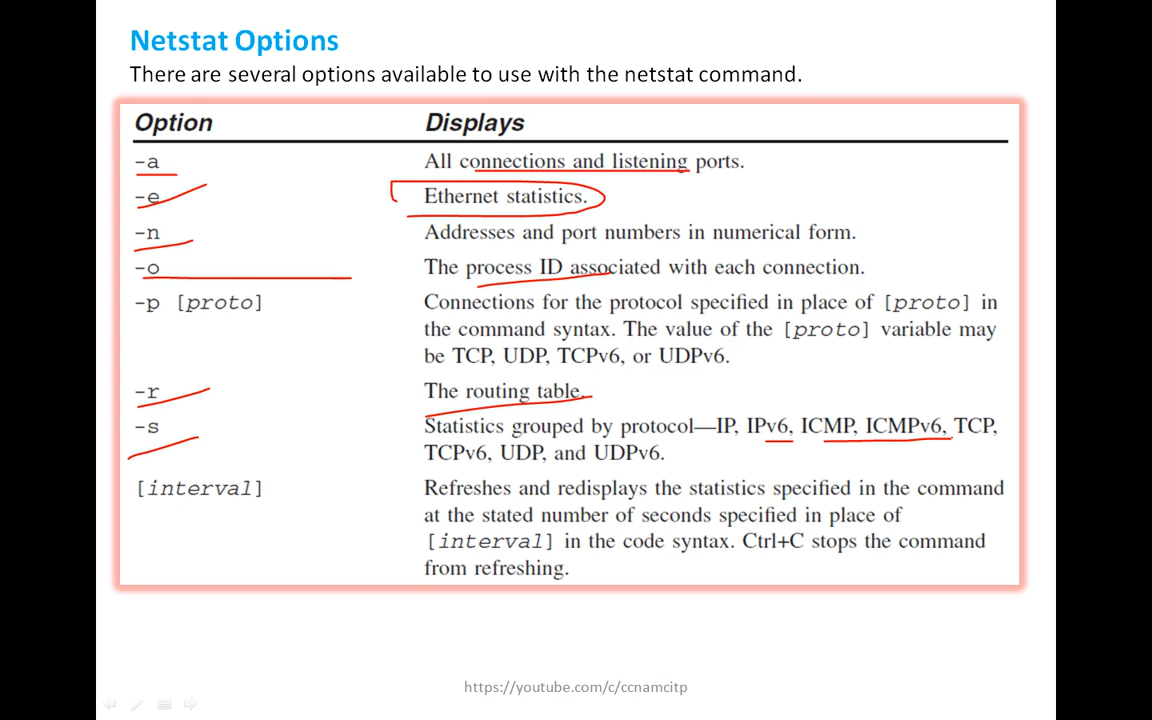 Netstat Options
There are several options available to use with the netstat command.
Option Displays
-a All connections and listening ports.
-e Ethernet statistics.
-n Addresses and port numbers in numerical form.
-o The process ID associated with each connection.
-p [proto] Connections for the protocol specified in place of [proto] in
the command syntax. The value of the [proto] variable may
be TCP, UDP, TCPv6, or UDPv6.
-r The routing table.
-s Statistics grouped by protocol—IP, IPv6, ICMP, ICMPv6, TCP,
TCPv6, UDP, and UDPv6.
[interval] Refreshes and redisplays the statistics specified in the command
at the stated number of seconds specified in place of
[interval] in the code syntax. Ctrl+C stops the command
from refreshing.
https://youtube.com/c/ccnamcitp